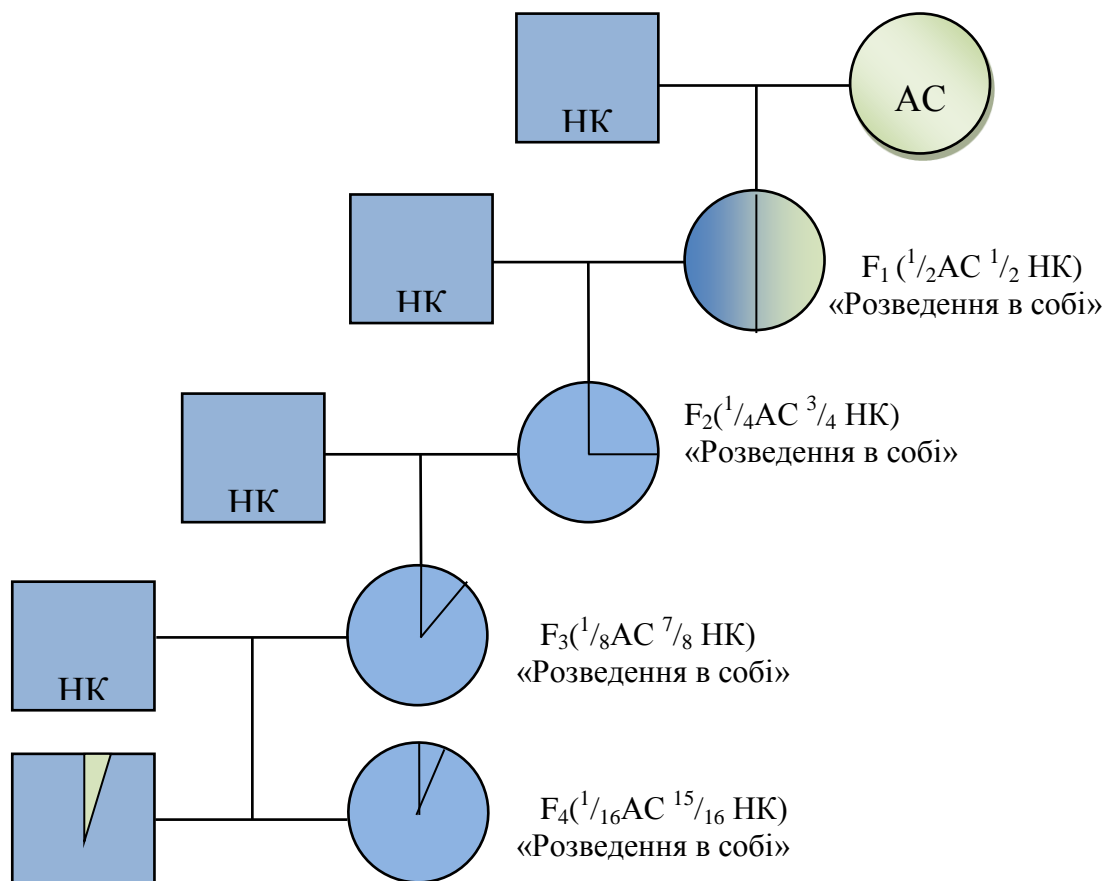 НК
АС
НК
F₁ (¹/₂АС ¹/₂ НК)
«Розведення в собі»
НК
F₂(¹/₄АС ³/₄ НК)
«Розведення в собі»
НК
F₃(¹/₈АС ⁷/₈ НК)
«Розведення в собі»
F₄(¹/₁₆АС ¹⁵/₁₆ НК)
«Розведення в собі»